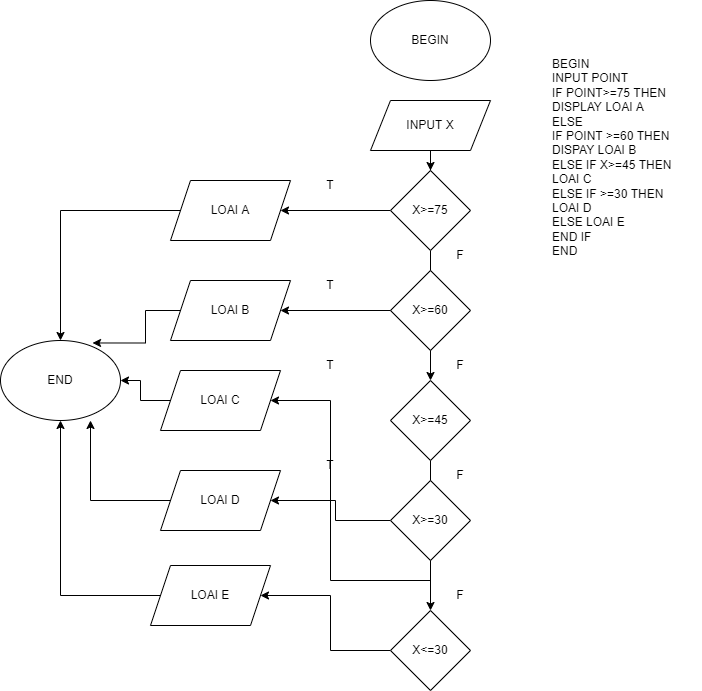 BEGIN
INPUT X
T
LOAI A
X>=75
F
T
LOAI B
X>=60
T
F
END
LOAI C
X>=45
T
F
LOAI D
X>=30
LOAI E
F
X<=30
BEGIN
INPUT POINT
IF POINT>=75 THEN
DISPLAY LOAI A
ELSE
IF POINT >=60 THEN
DISPAY LOAI B
ELSE IF X>=45 THEN
LOAI C
ELSE IF >=30 THEN
LOAI D
ELSE LOAI E
END IF
END